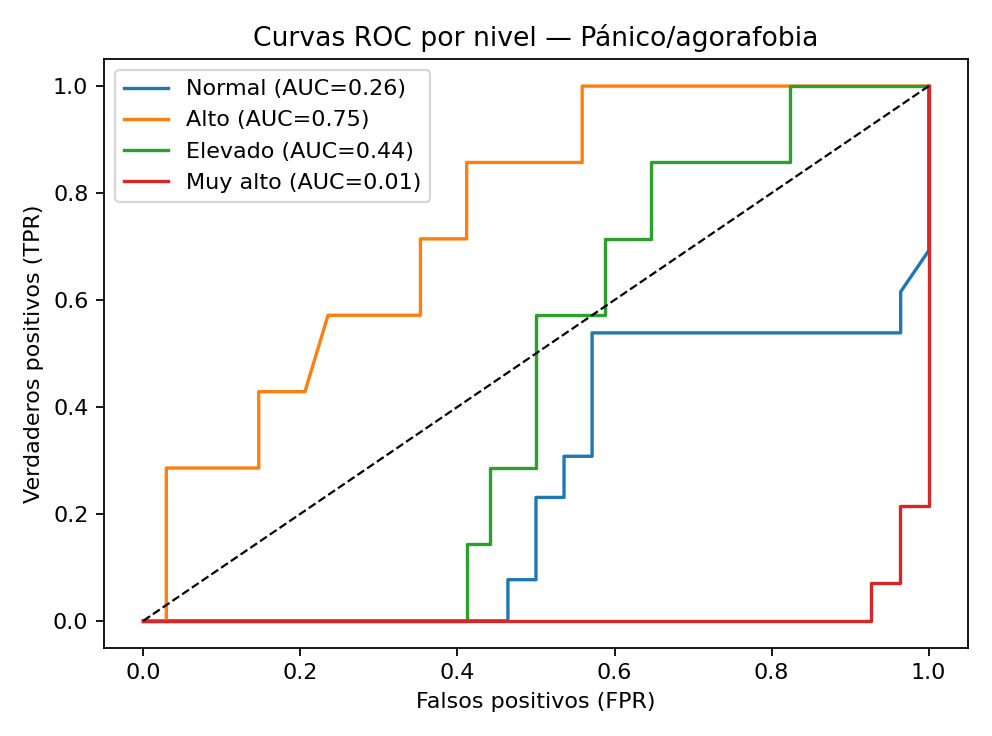 Curvas ROC por nivel — Pánico/agorafobia
Normal (AUC=0.26)
Alto (AUC=0.75)
Elevado (AUC=0.44)
Muy alto (AUC=0.01)
Verdaderos positivos (TPR)
1.0
0.8
0.6
0.4
0.2
0.0
0.0 0.2 0.4 0.6 0.8 1.0
Falsos positivos (FPR)